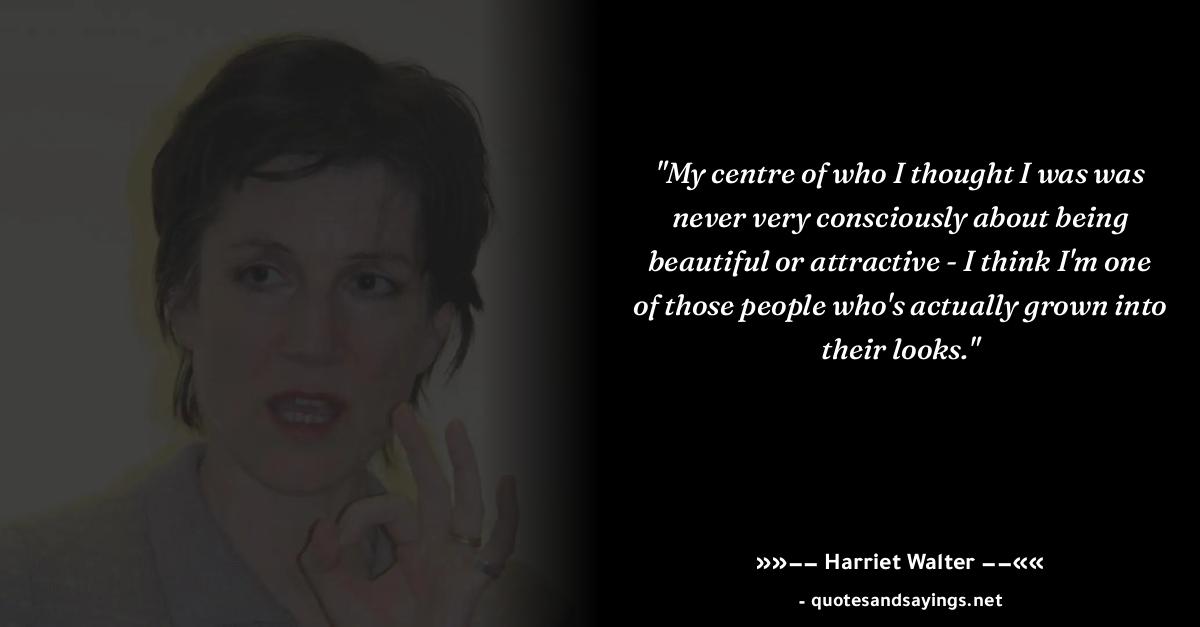 "My centre of who I thought I was was
never very consciously about being
beautiful or attractive - I think I'm one
of those people who's actually grown into
their looks."
»»–– Harriet Walter ––««
- quotesandsayings.net